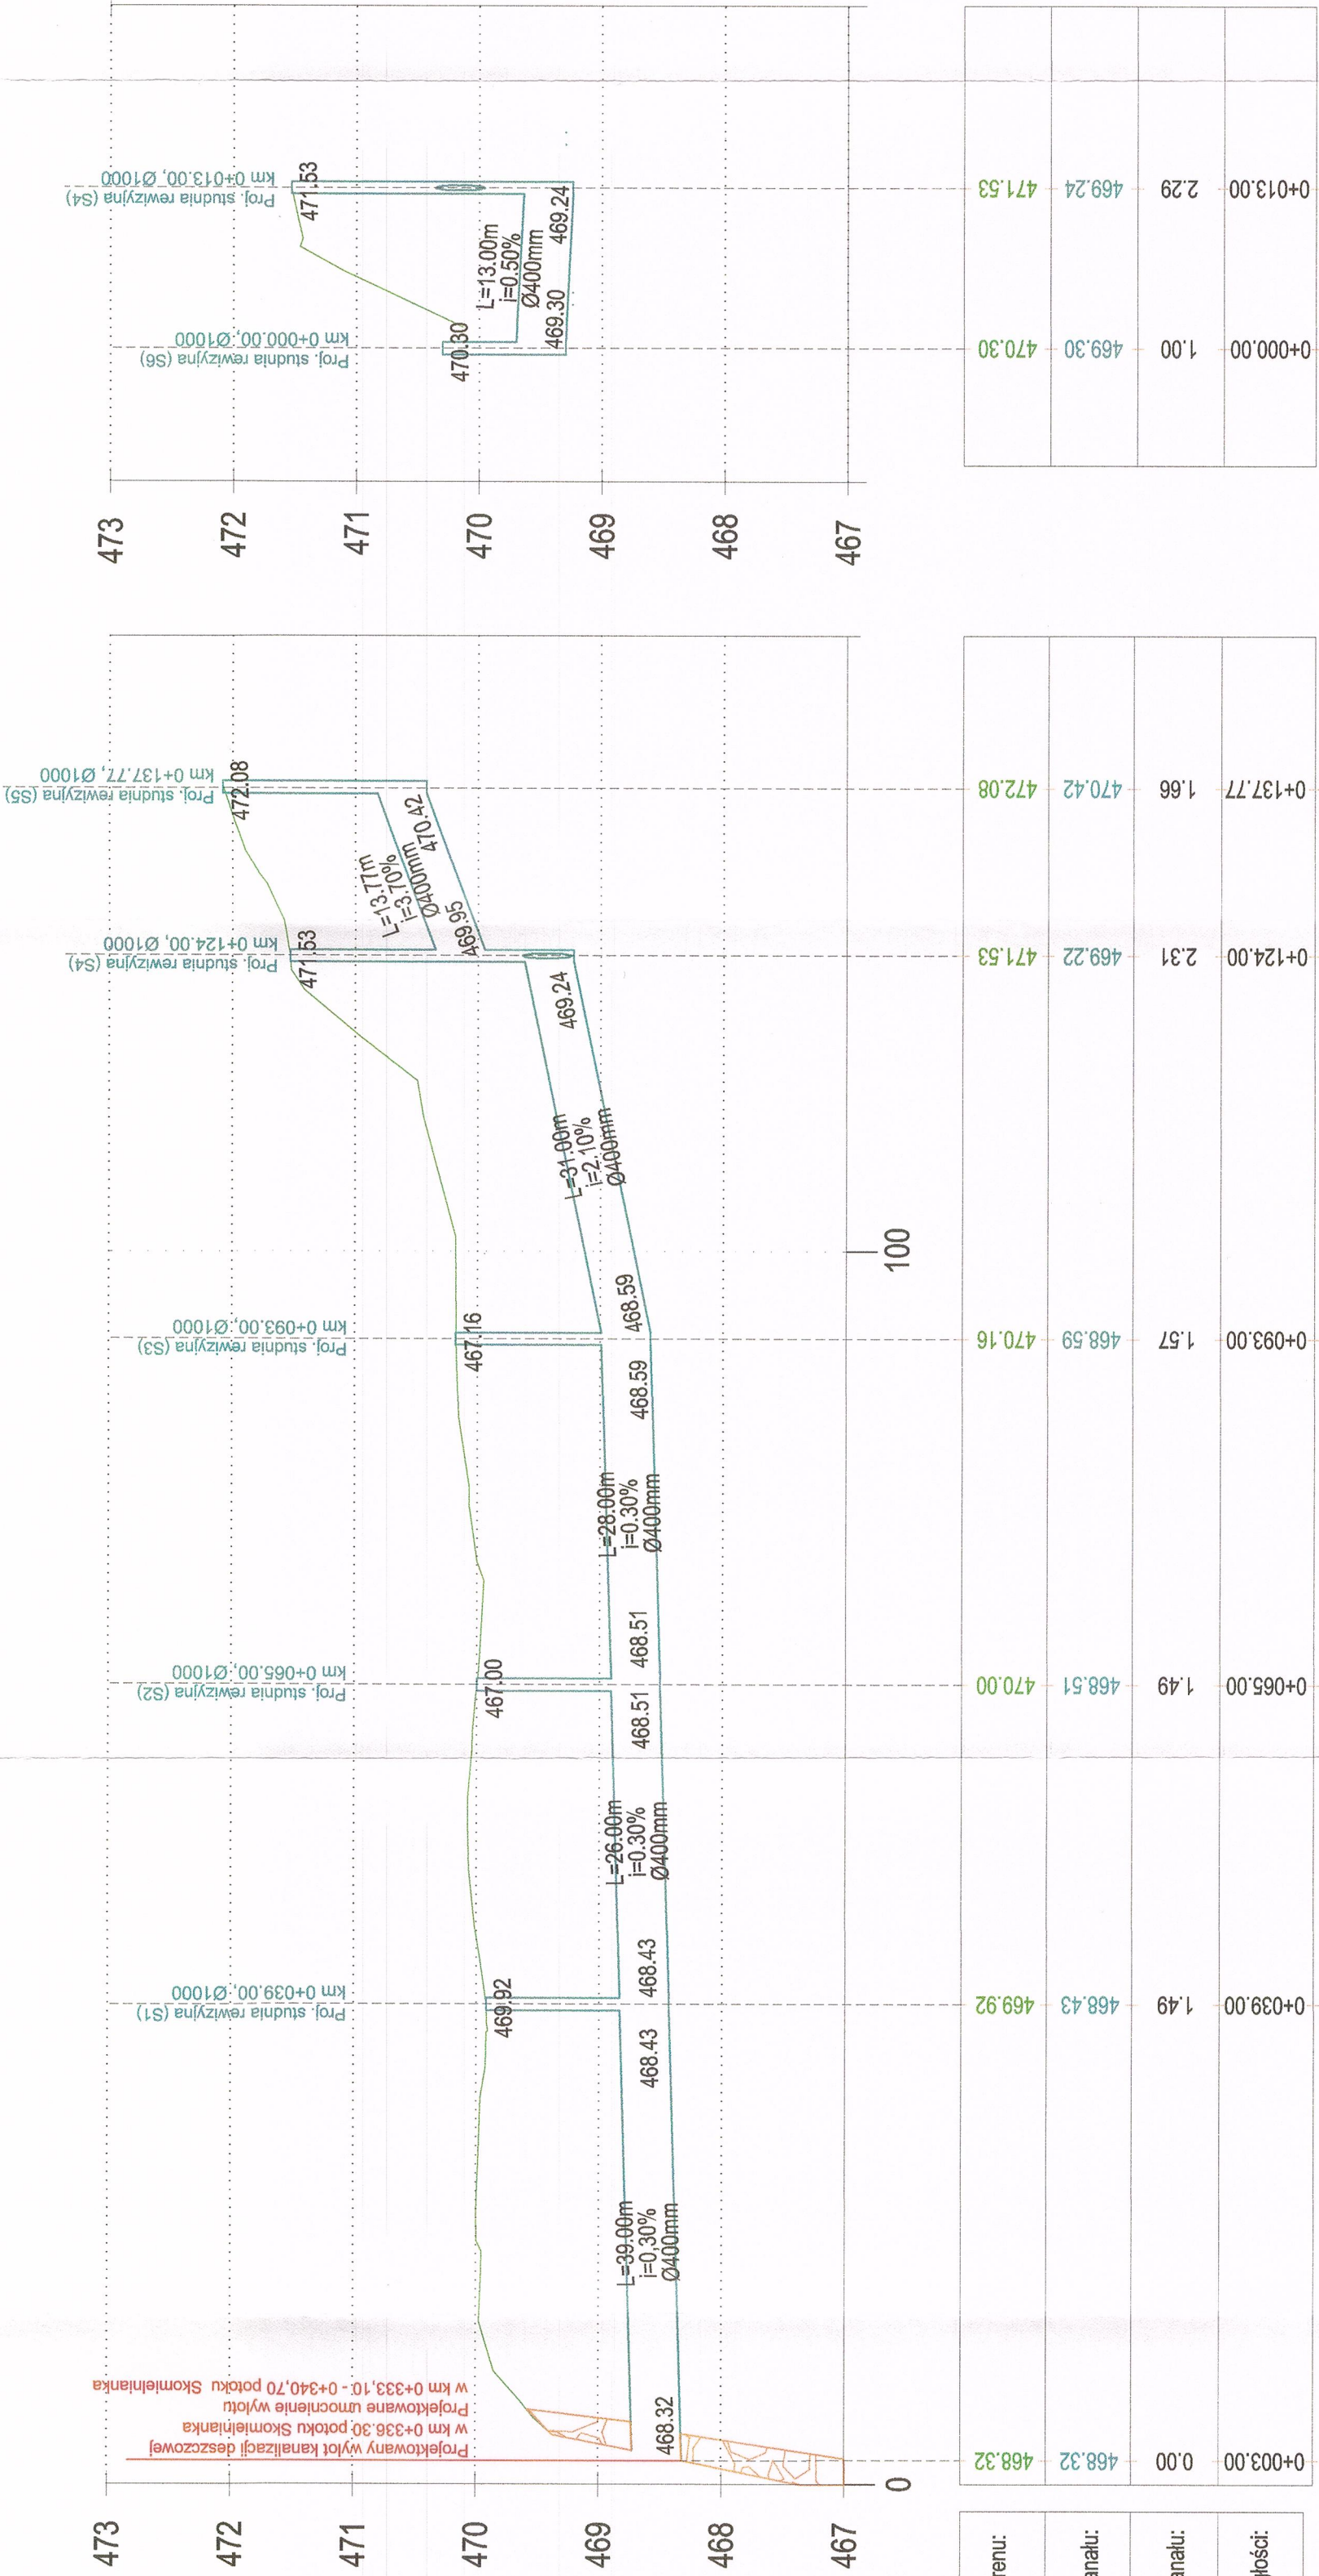 473
472
471
470
469
468
467
Projektowany wylot kanalizacji deszczowej
w km 0+336.30 potoku Skomielnianka
Projektowane umocnienie wylotu
w km 0+333,10 - 0+340,70 potoku Skomielnianka
468.32
L=39.00m
i=0,30%
Ø400mm
468.43
Proj. studnia rewizyjna (S1)
km 0+039.00, Ø1000
469.92
468.43
L=26.00m
i=0.30%
Ø400mm
468.51
Proj. studnia rewizyjna (S2)
km 0+065.00, Ø1000
467.00
468.51
L=28.00m
i=0.30%
Ø400mm
468.59
Proj. studnia rewizyjna (S3)
km 0+093.00, Ø1000
467.16
468.59
L=31.00m
i=2.10%
Ø400mm
469.24
Proj. studnia rewizyjna (S4)
km 0+124.00, Ø1000
471.53
469.95
L=13.77m
i=3.70%
Ø400mm
470.42
Proj. studnia rewizyjna (S5)
km 0+137.77, Ø1000
472.08
0
100
468.32 469.92 470.00 470.16 471.53 472.08
468.32 468.43 468.51 468.59 469.22 470.42
0.00 1.49 1.49 1.57 2.31 1.66
0+003.00 0+039.00 0+065.00 0+093.00 0+124.00 0+137.77
renu:
anału:
anału:
głości:
473
472
471
470
469
468
467
Proj. studnia rewizyjna (S6)
km 0+000.00, Ø1000
470.30
469.30
L=13.00m
i=0.50%
Ø400mm
469.24
Proj. studnia rewizyjna (S4)
km 0+013.00, Ø1000
471.53
470.30 471.53
469.30 469.24
1.00 2.29
0+000.00 0+013.00